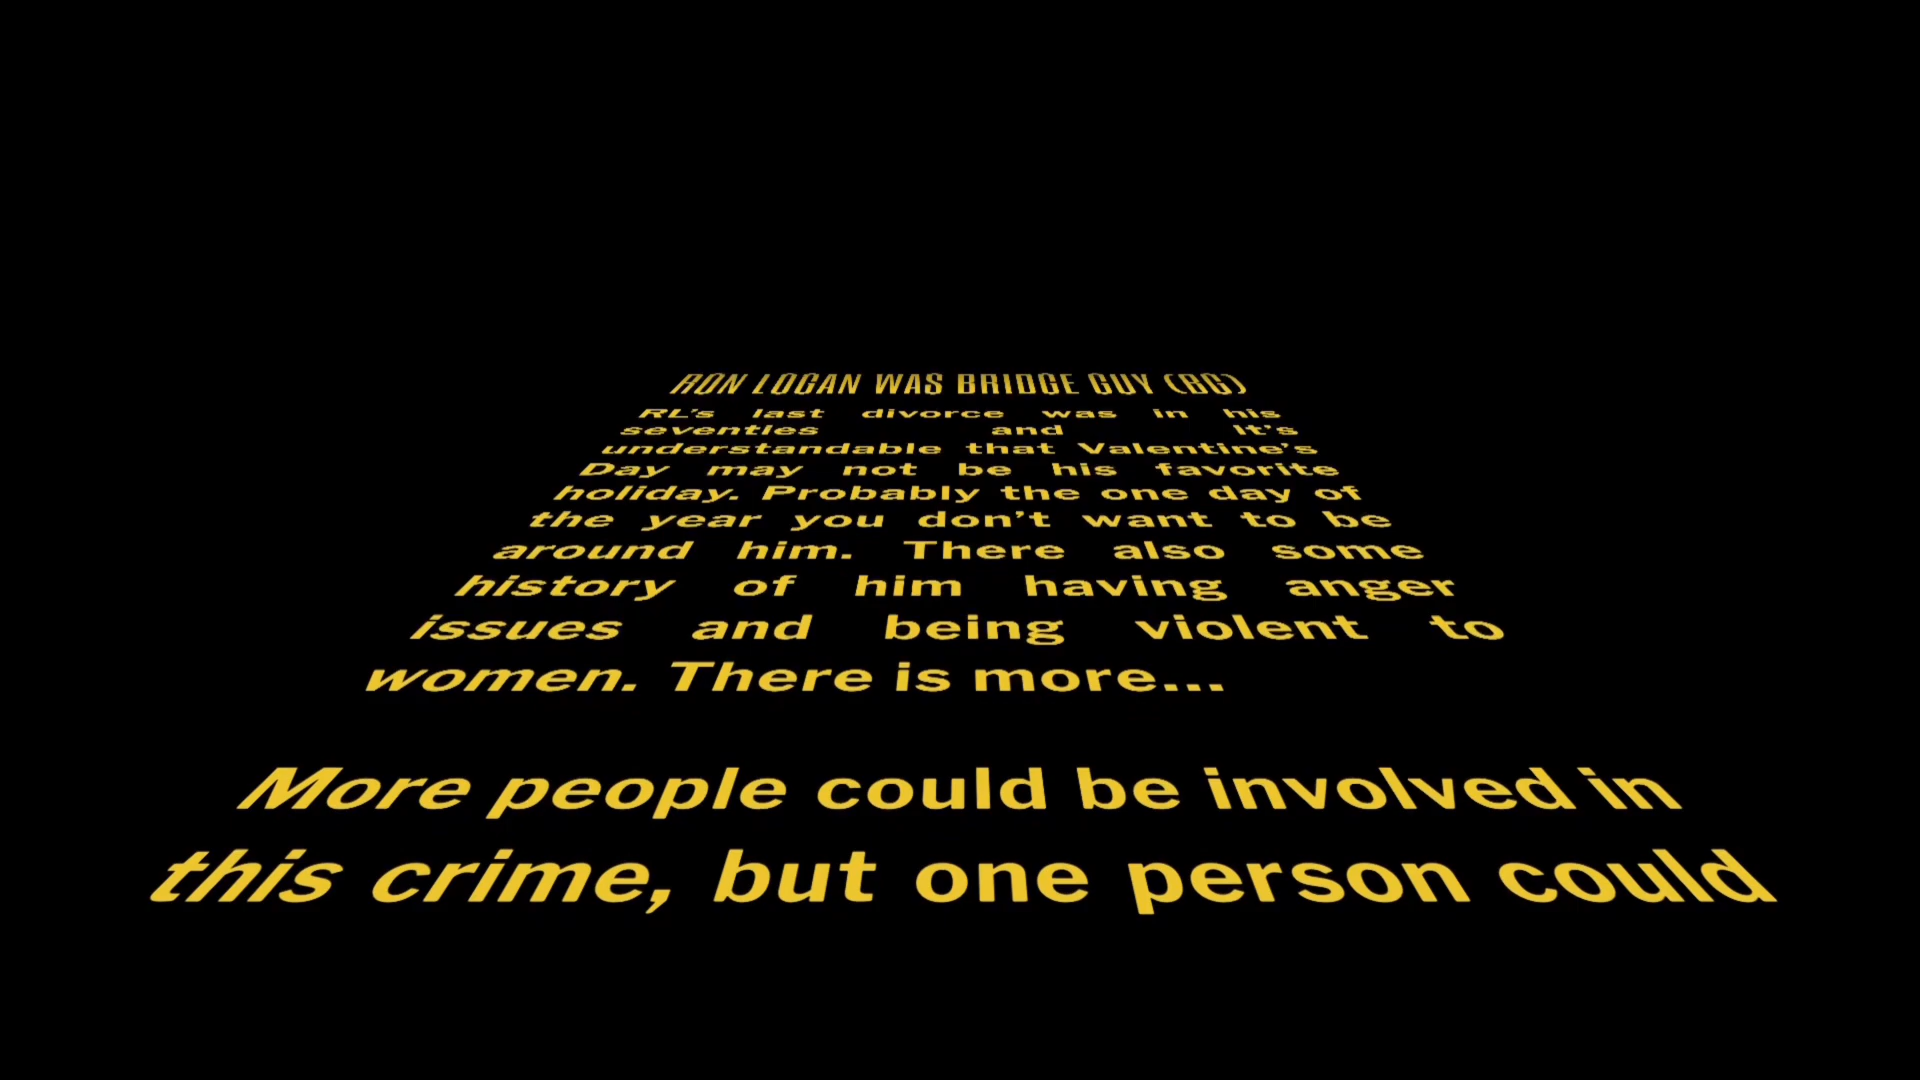 RON LOGAN WAS BRIDGE GUY (BG)
RL's last divorce was in his
seventies and it's
understandable that Valentine's
Day may not be his favorite
holiday. Probably the one day of
the year you don't want to be
around him. There also some
history of him having anger
issues and being violent to
women. There is more...
More people could be involved in
this crime, but one person could